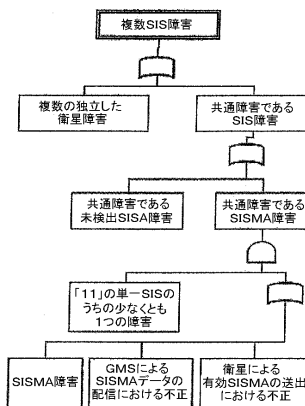 複数SIS障害
複数の独立した
衛星障害
共通障害である
SIS障害
共通障害である
未検出SISA障害
共通障害である
SISMA障害
「11」の単一SISの
うちの少なくとも
1つの障害
SISMA障害
GMSによる
SISMAデータの
配信における不正
衛星による
有効SISMAの送出
における不正